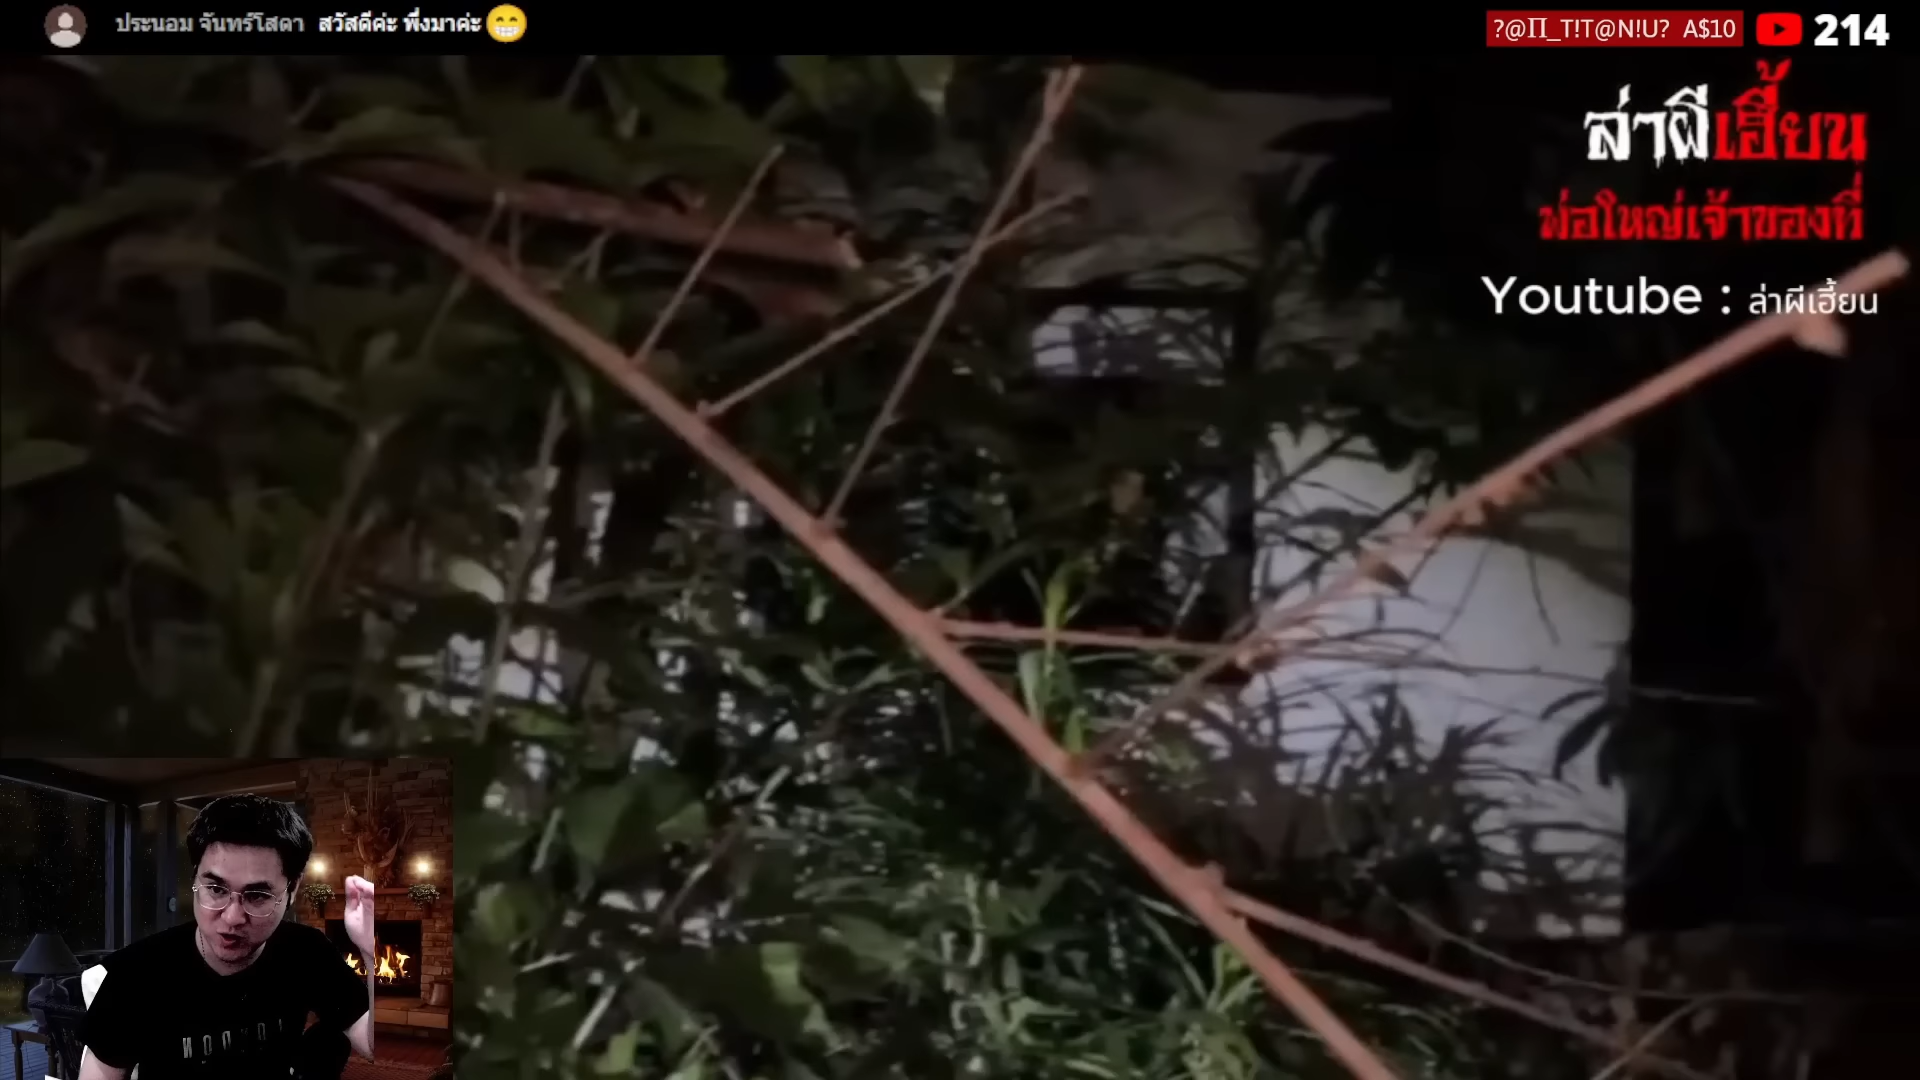 ประนอม จันทร์โสดา สวัสดีค่ะ พึ่งมาค่ะ😁
?@Π_T!T@N!U? A$10 214
ล่าผีเฮี้ยน
พ่อใหญ่เจ้าของที่
Youtube : ล่าผีเฮี้ยน